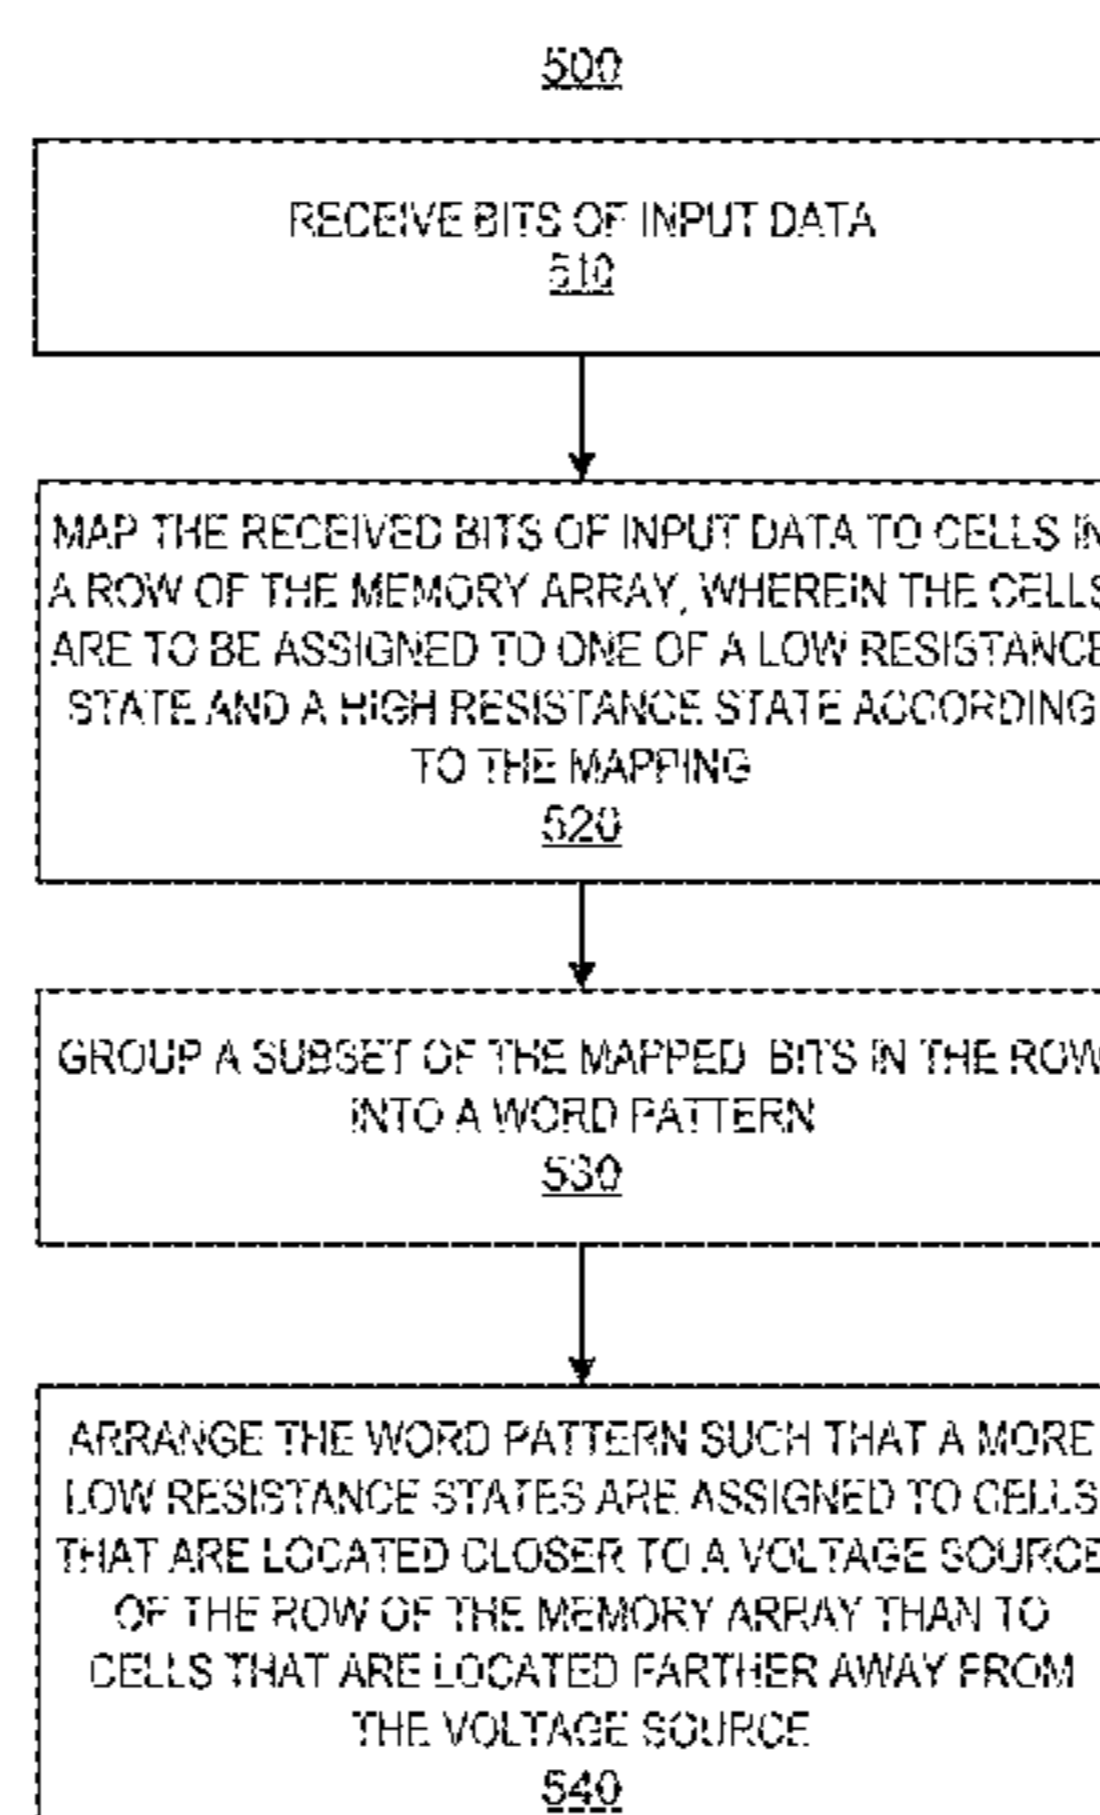 500
RECEIVE BITS OF INPUT DATA
510
MAP THE RECEIVED BITS OF INPUT DATA TO CELLS IN
A ROW OF THE MEMORY ARRAY, WHEREIN THE CELLS
ARE TO BE ASSIGNED TO ONE OF A LOW RESISTANCE
STATE AND A HIGH RESISTANCE STATE ACCORDING
TO THE MAPPING
520
GROUP A SUBSET OF THE MAPPED BITS IN THE ROW
INTO A WORD PATTERN
530
ARRANGE THE WORD PATTERN SUCH THAT A MORE
LOW RESISTANCE STATES ARE ASSIGNED TO CELLS
THAT ARE LOCATED CLOSER TO A VOLTAGE SOURCE
OF THE ROW OF THE MEMORY ARRAY THAN TO
CELLS THAT ARE LOCATED FARTHER AWAY FROM
THE VOLTAGE SOURCE
540